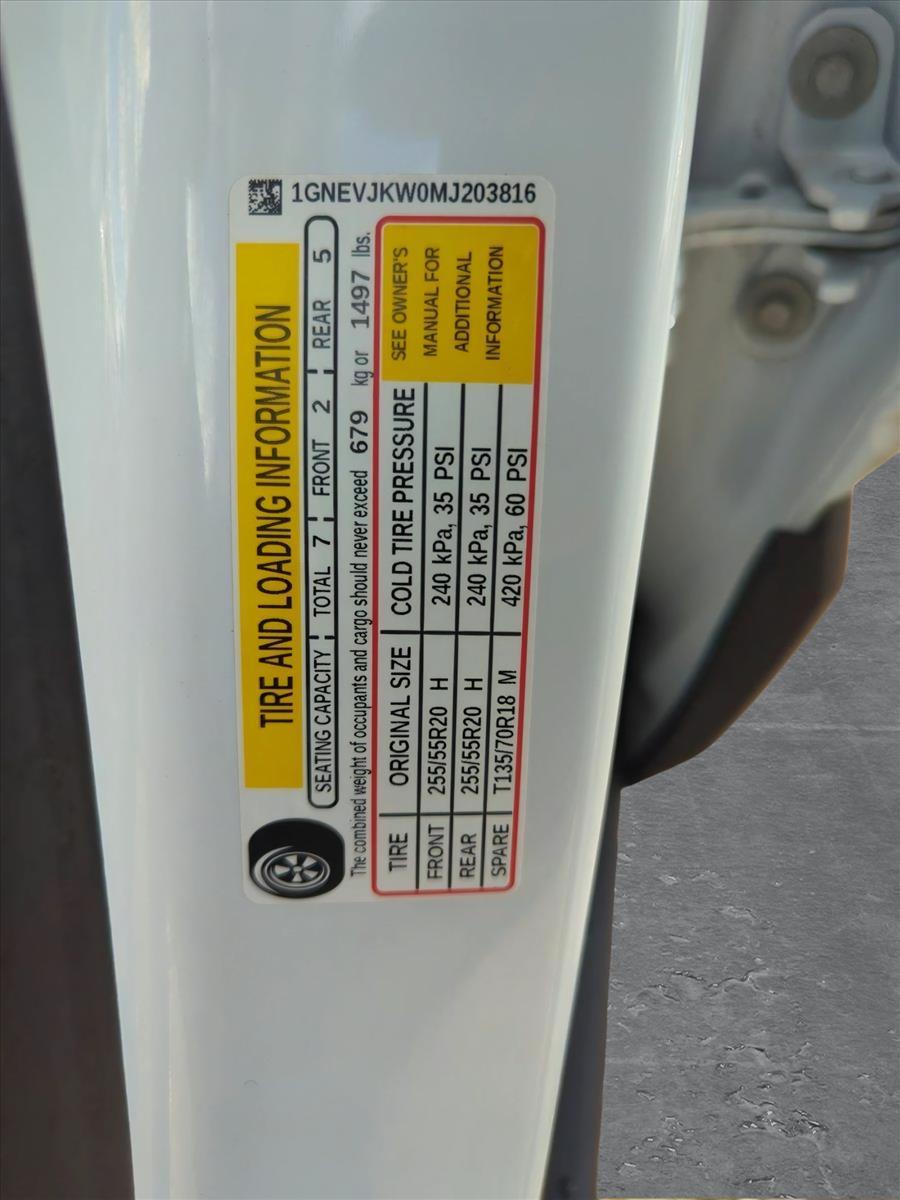 1GNEVJKW0MJ203816
TIRE AND LOADING INFORMATION
SEATING CAPACITY ¦ TOTAL 7 ¦ FRONT 2 ¦ REAR 5
The combined weight of occupants and cargo should never exceed 679 kg or 1497 lbs.
TIRE ORIGINAL SIZE COLD TIRE PRESSURE
FRONT 255/55R20 H 240 kPa, 35 PSI
REAR 255/55R20 H 240 kPa, 35 PSI
SPARE T135/70R18 M 420 kPa, 60 PSI
SEE OWNER'S
MANUAL FOR
ADDITIONAL
INFORMATION